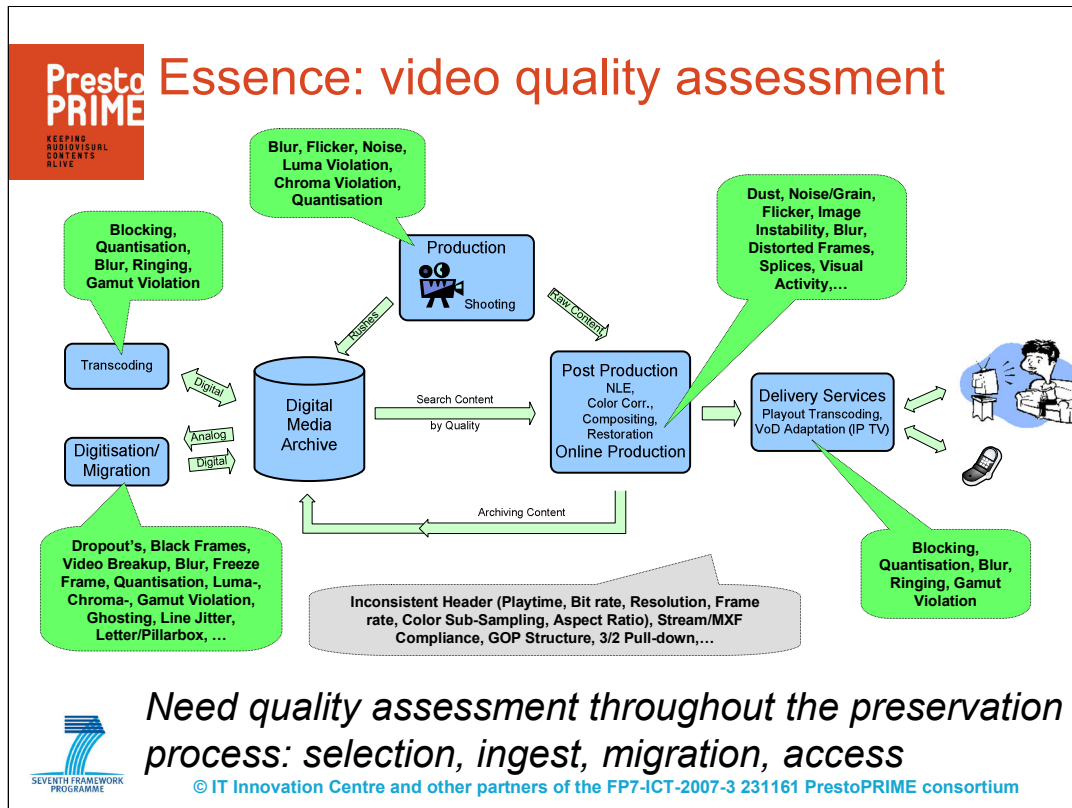 Presto
PRIME
KEEPING
AUDIOVISUAL
CONTENTS
ALIVE
Essence: video quality assessment
Blur, Flicker, Noise,
Luma Violation,
Chroma Violation,
Quantisation
Dust, Noise/Grain,
Flicker, Image
Instability, Blur,
Distorted Frames,
Splices, Visual
Activity,…
Blocking,
Quantisation,
Blur, Ringing,
Gamut Violation
Production
Shooting
Rushes
Raw Content
Transcoding
Digital
Digital
Media
Archive
Search Content
by Quality
Post Production
NLE,
Color Corr.,
Compositing,
Restoration
Online Production
Delivery Services
Playout Transcoding,
VoD Adaptation (IP TV)
Analog
Digital
Digitisation/
Migration
Archiving Content
Dropout's, Black Frames,
Video Breakup, Blur, Freeze
Frame, Quantisation, Luma-,
Chroma-, Gamut Violation,
Ghosting, Line Jitter,
Letter/Pillarbox, …
Inconsistent Header (Playtime, Bit rate, Resolution, Frame
rate, Color Sub-Sampling, Aspect Ratio), Stream/MXF
Compliance, GOP Structure, 3/2 Pull-down,…
Blocking,
Quantisation, Blur,
Ringing, Gamut
Violation
Need quality assessment throughout the preservation
process: selection, ingest, migration, access
SEVENTH FRAMEWORK
PROGRAMME
© IT Innovation Centre and other partners of the FP7-ICT-2007-3 231161 PrestoPRIME consortium